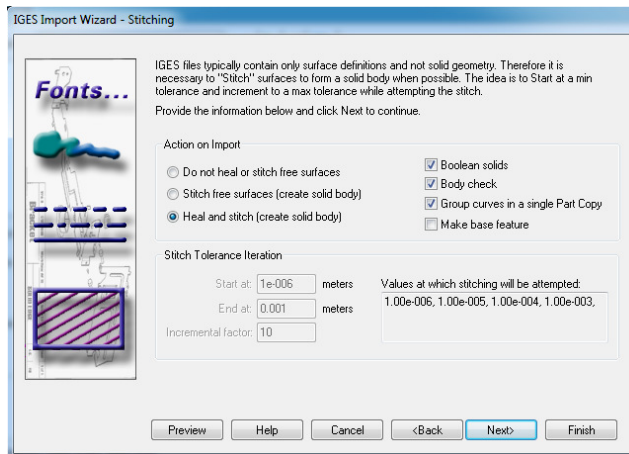 IGES Import Wizard - Stitching
IGES files typically contain only surface definitions and not solid geometry. Therefore it is
necessary to "Stitch" surfaces to form a solid body when possible. The idea is to Start at a min
tolerance and increment to a max tolerance while attempting the stitch.
Provide the information below and click Next to continue.
Fonts...
Action on Import
Do not heal or stitch free surfaces
Stitch free surfaces (create solid body)
Heal and stitch (create solid body)
Boolean solids
Body check
Group curves in a single Part Copy
Make base feature
Stitch Tolerance Iteration
Start at: 1e-006 meters
End at: 0.001 meters
Incremental factor: 10
Values at which stitching will be attempted:
1.00e-006, 1.00e-005, 1.00e-004, 1.00e-003,
Preview Help Cancel <Back Next> Finish